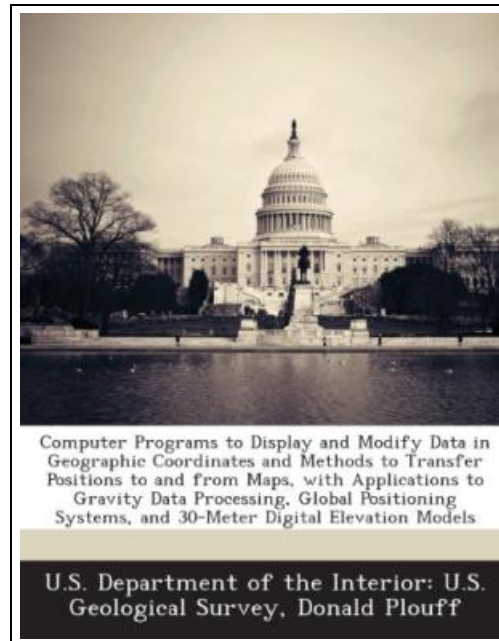 Computer Programs to Display and Modify Data in
Geographic Coordinates and Methods to Transfer
Positions to and from Maps, with Applications to
Gravity Data Processing, Global Positioning
Systems, and 30-Meter Digital Elevation Models
U.S. Department of the Interior: U.S.
Geological Survey, Donald Plouff